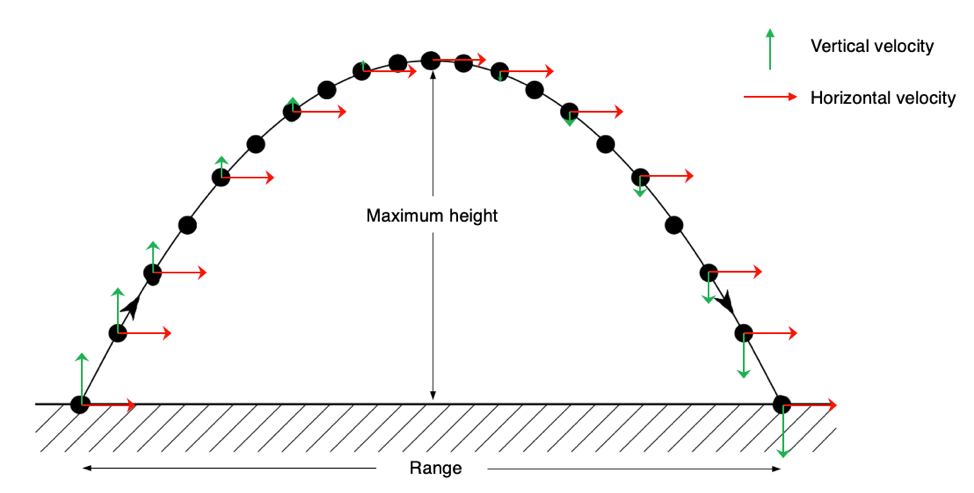 Vertical velocity
Horizontal velocity
Maximum height
Range